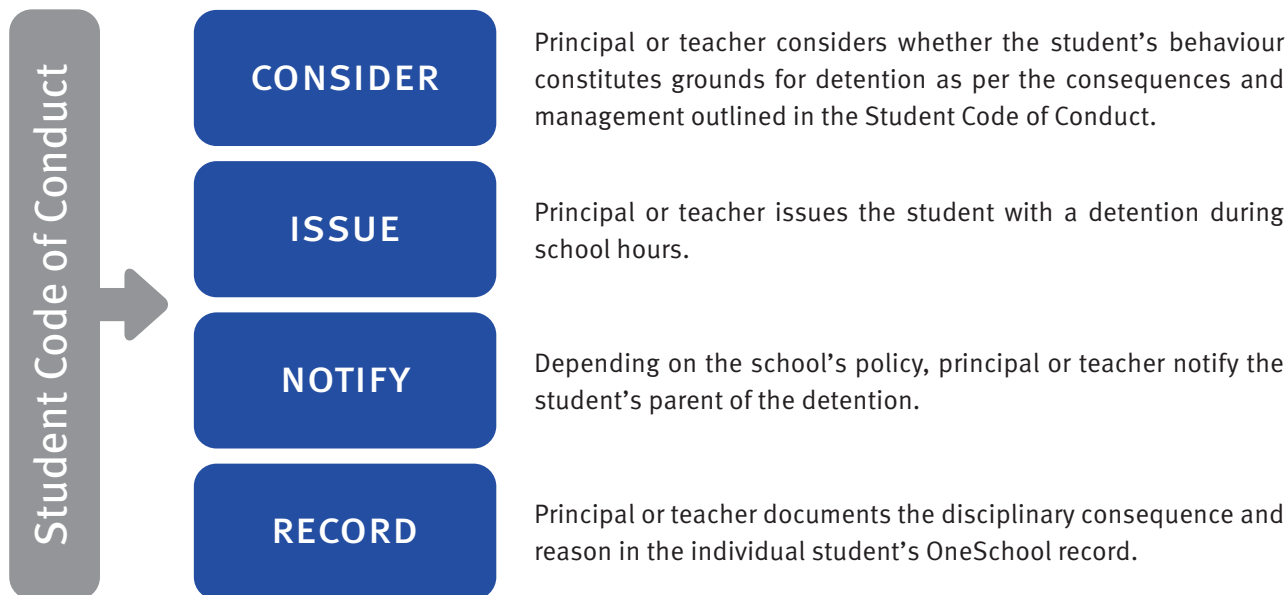 Student Code of Conduct
CONSIDER
Principal or teacher considers whether the student’s behaviour
constitutes grounds for detention as per the consequences and
management outlined in the Student Code of Conduct.
ISSUE
Principal or teacher issues the student with a detention during
school hours.
NOTIFY
Depending on the school’s policy, principal or teacher notify the
student’s parent of the detention.
RECORD
Principal or teacher documents the disciplinary consequence and
reason in the individual student’s OneSchool record.